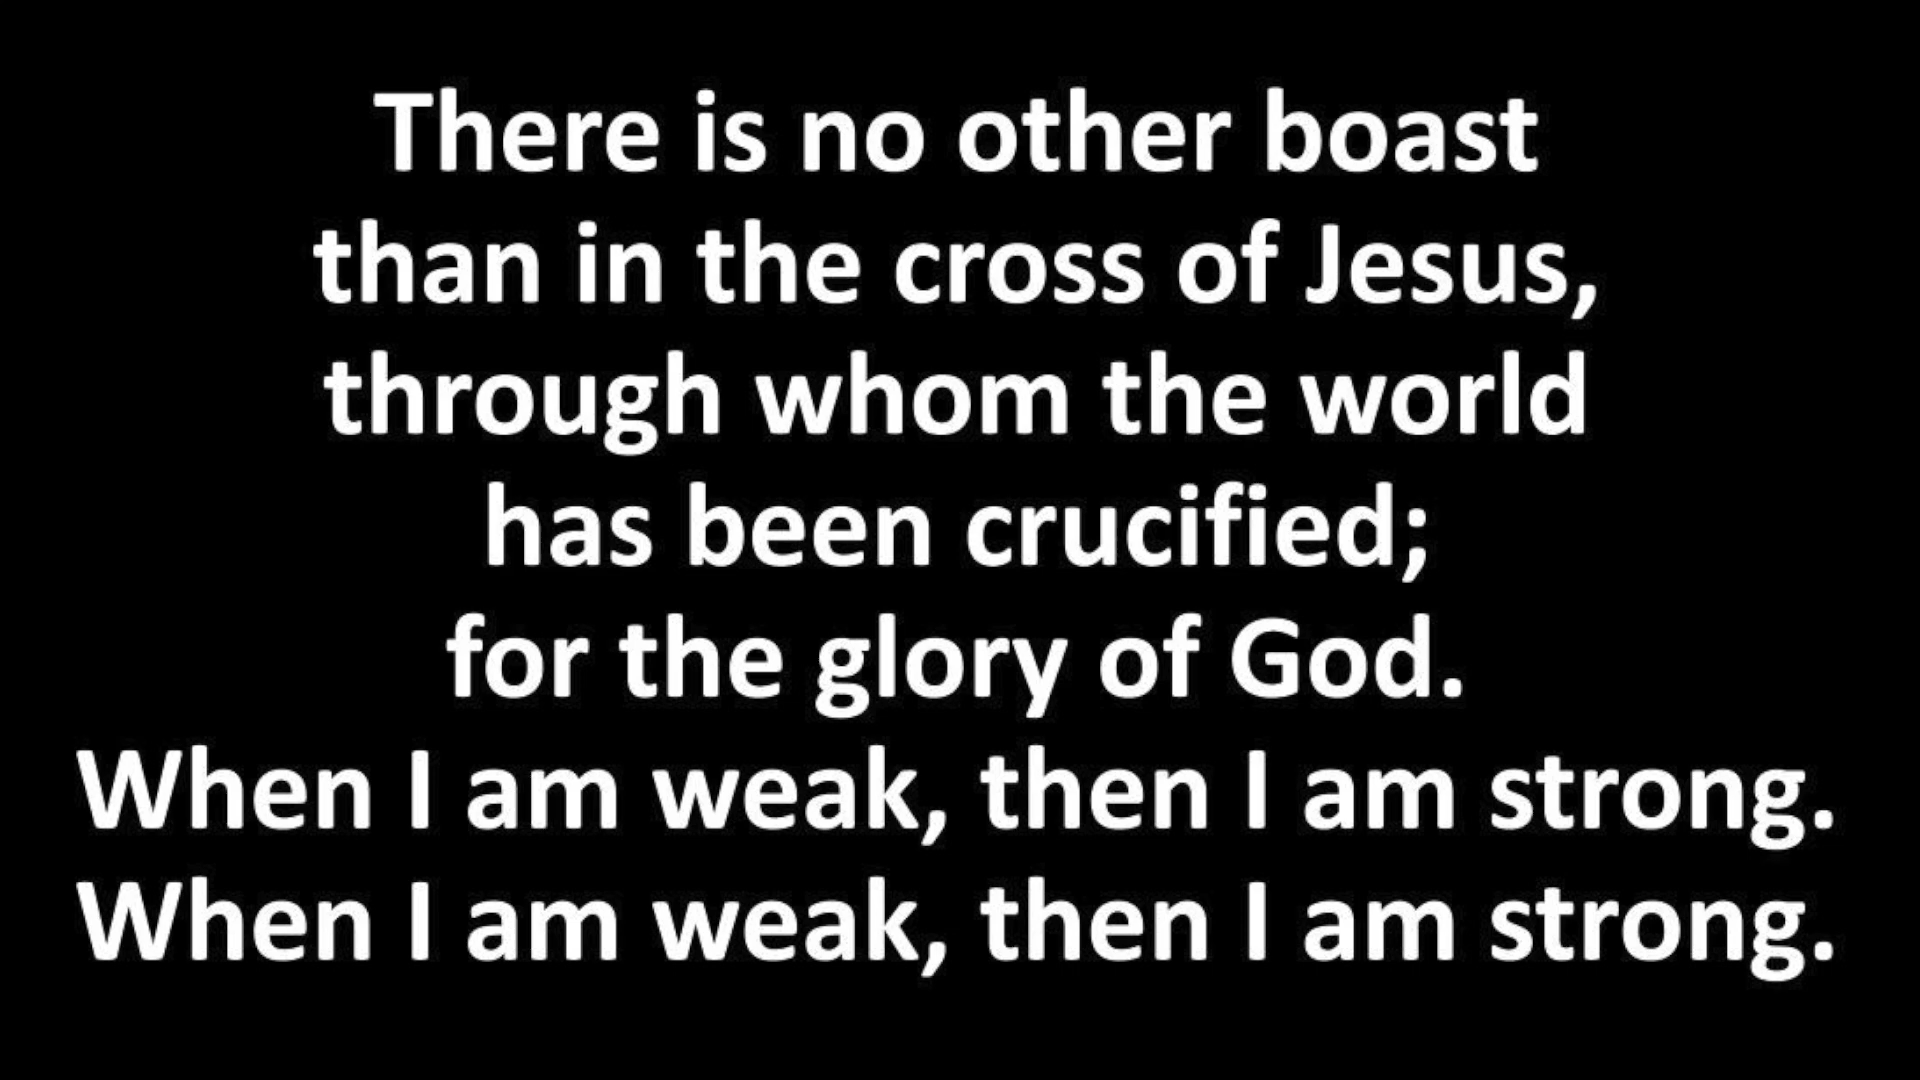 There is no other boast
than in the cross of Jesus,
through whom the world
has been crucified;
for the glory of God.
When I am weak, then I am strong.
When I am weak, then I am strong.